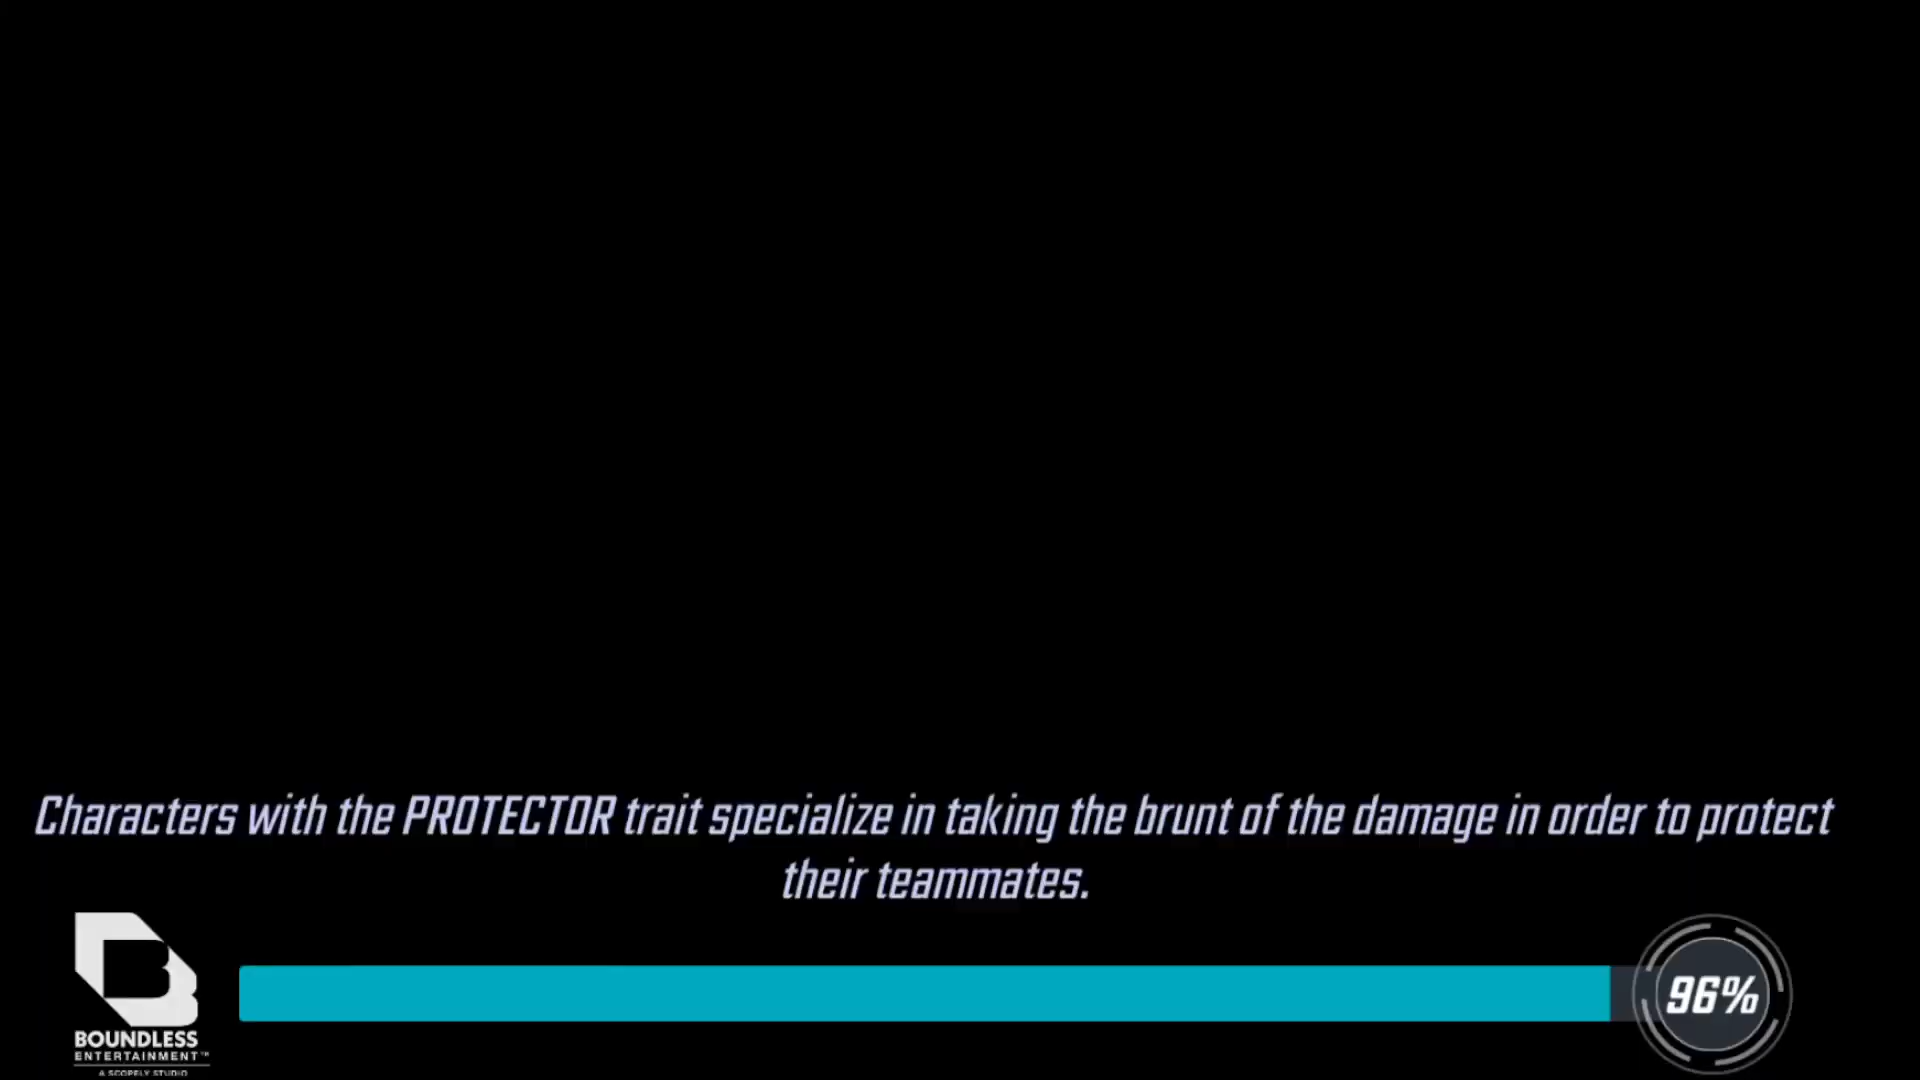 Characters with the PROTECTOR trait specialize in taking the brunt of the damage in order to protect
their teammates.
96%
BOUNDLESS
ENTERTAINMENT™
A SCOPELY STUDIO